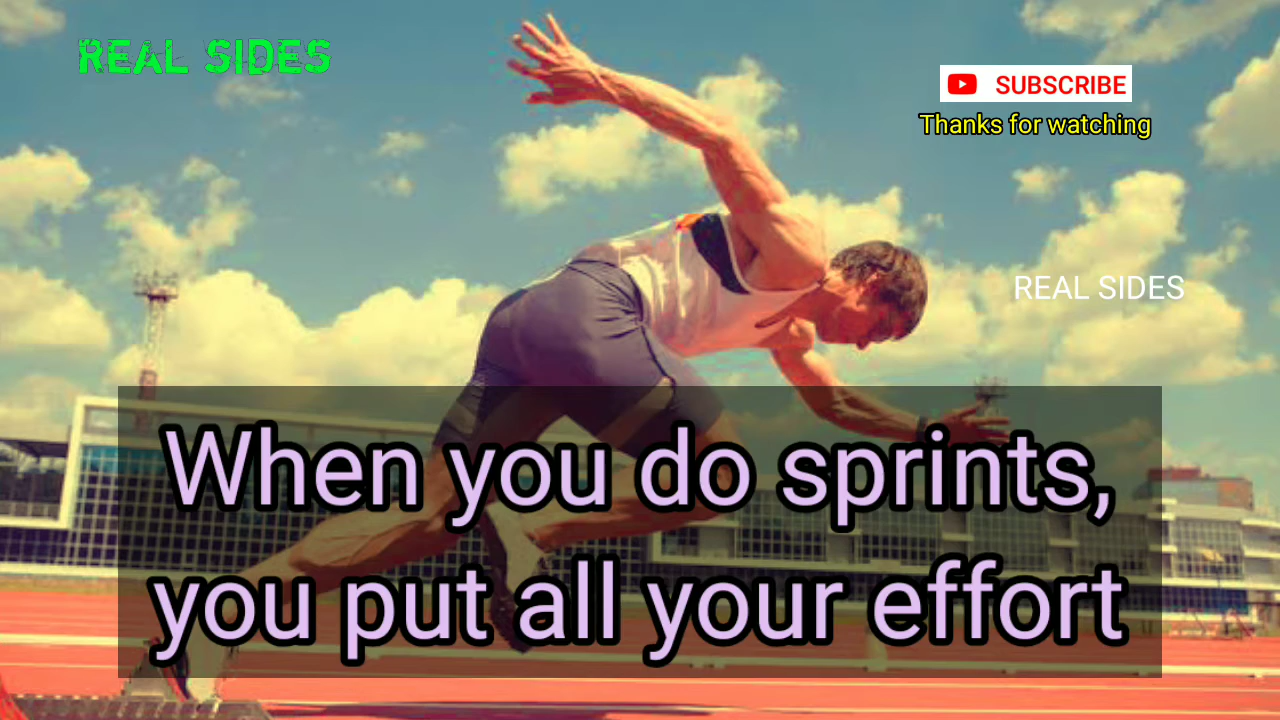 REAL SIDES
SUBSCRIBE
Thanks for watching
REAL SIDES
When you do sprints,
you put all your effort